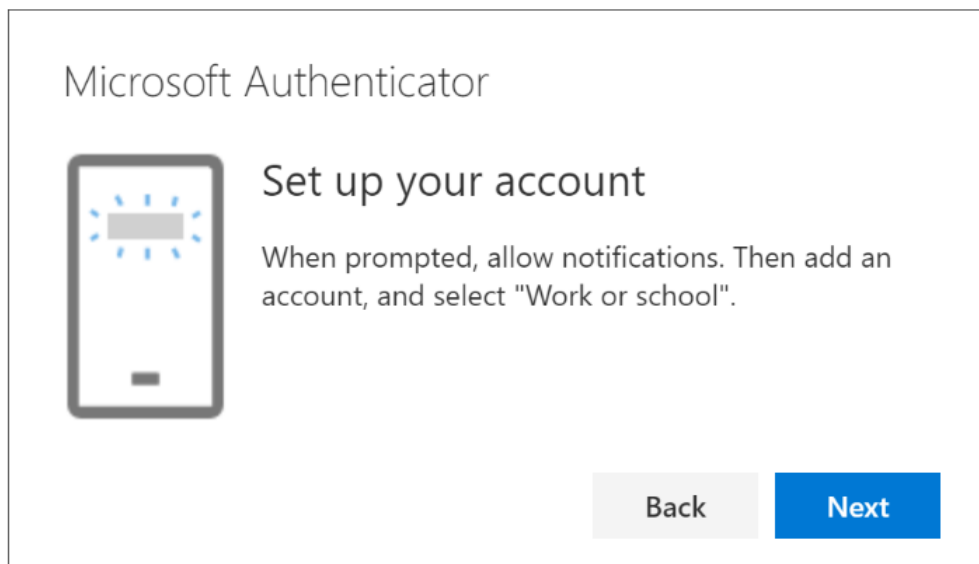 Microsoft Authenticator
Set up your account
When prompted, allow notifications. Then add an
account, and select "Work or school".
Back
Next